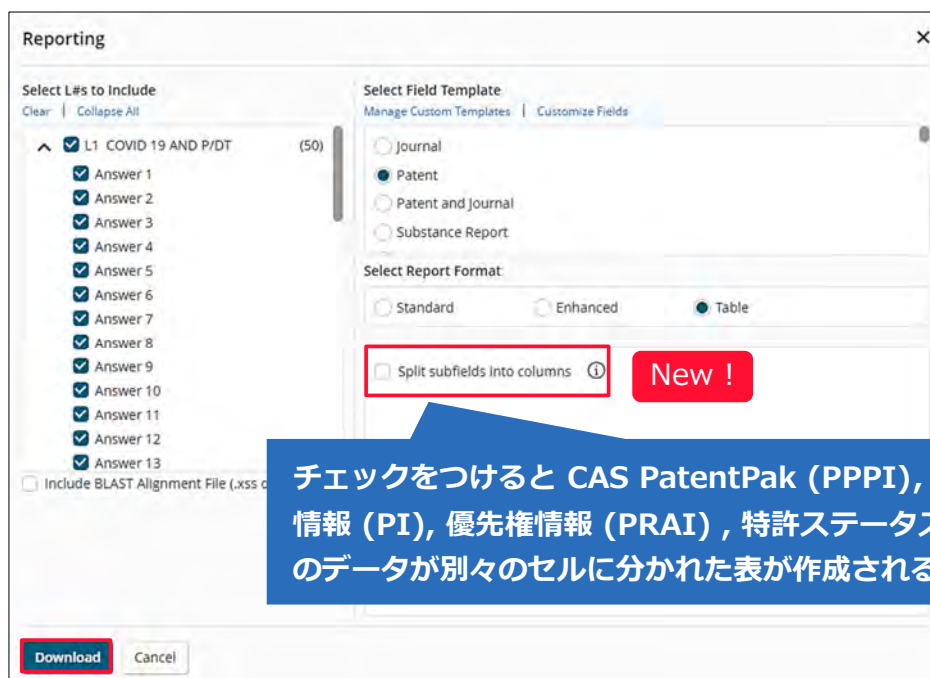 Reporting
Select L#s to Include
Clear | Collapse All
L1 COVID 19 AND P/DT (50)
Answer 1
Answer 2
Answer 3
Answer 4
Answer 5
Answer 6
Answer 7
Answer 8
Answer 9
Answer 10
Answer 11
Answer 12
Answer 13
Include BLAST Alignment File (.xss
Select Field Template
Manage Custom Templates | Customize Fields
Journal
Patent
Patent and Journal
Substance Report
Select Report Format
Standard Enhanced Table
Split subfields into columns
New !
チェックをつけると CAS PatentPak (PPPI),
情報 (PI), 優先権情報 (PRAI) , 特許ステータス
のデータが別々のセルに分かれた表が作成される
Download Cancel